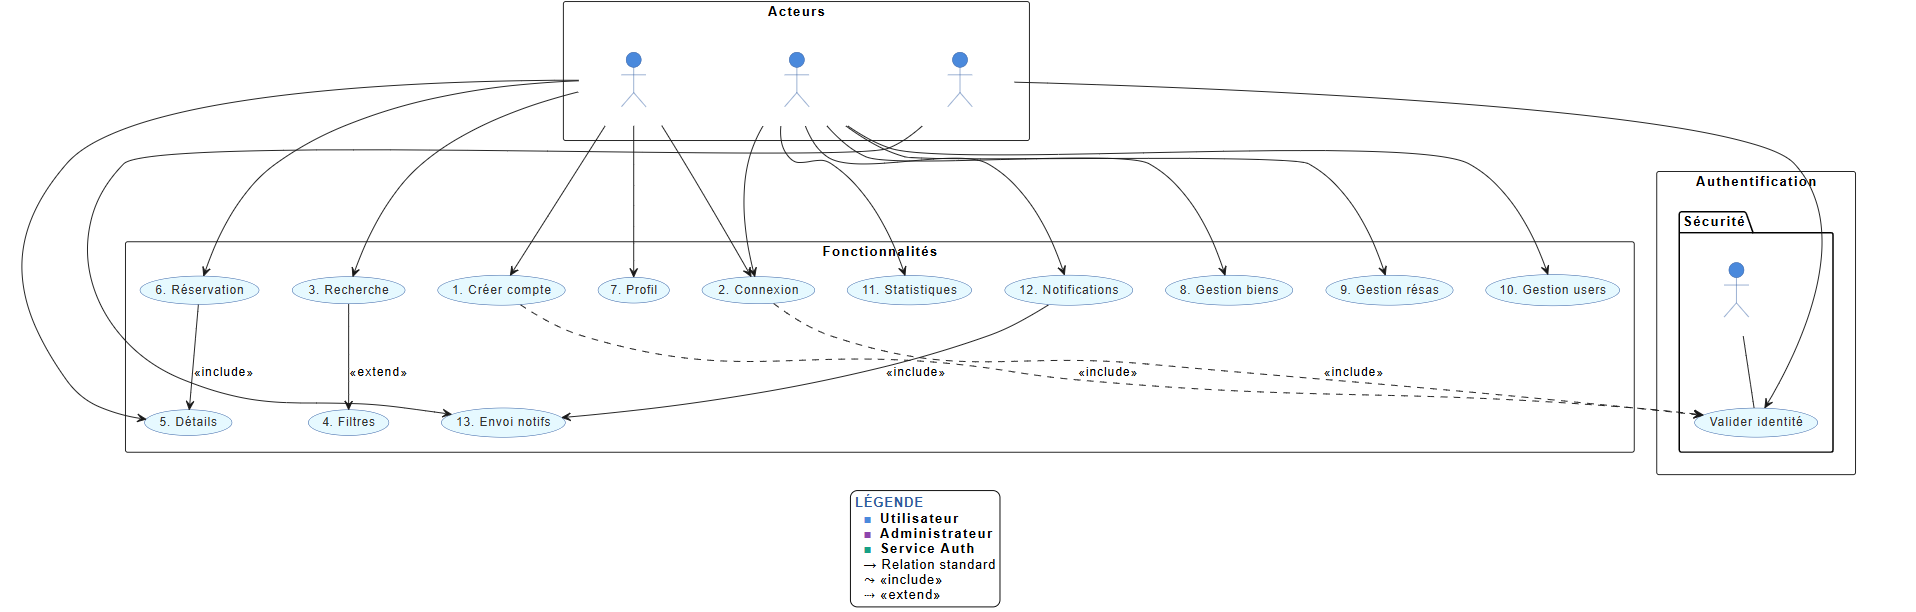 Acteurs
Authentification
Sécurité
Fonctionnalités
6. Réservation
3. Recherche
1. Créer compte
7. Profil
2. Connexion
11. Statistiques
12. Notifications
8. Gestion biens
9. Gestion résas
10. Gestion users
«include»
«extend»
«include»
«include»
«include»
5. Détails
4. Filtres
13. Envoi notifs
Valider identité
LÉGENDE
■ Utilisateur
■ Administrateur
■ Service Auth
→ Relation standard
⤳ «include»
⇢ «extend»